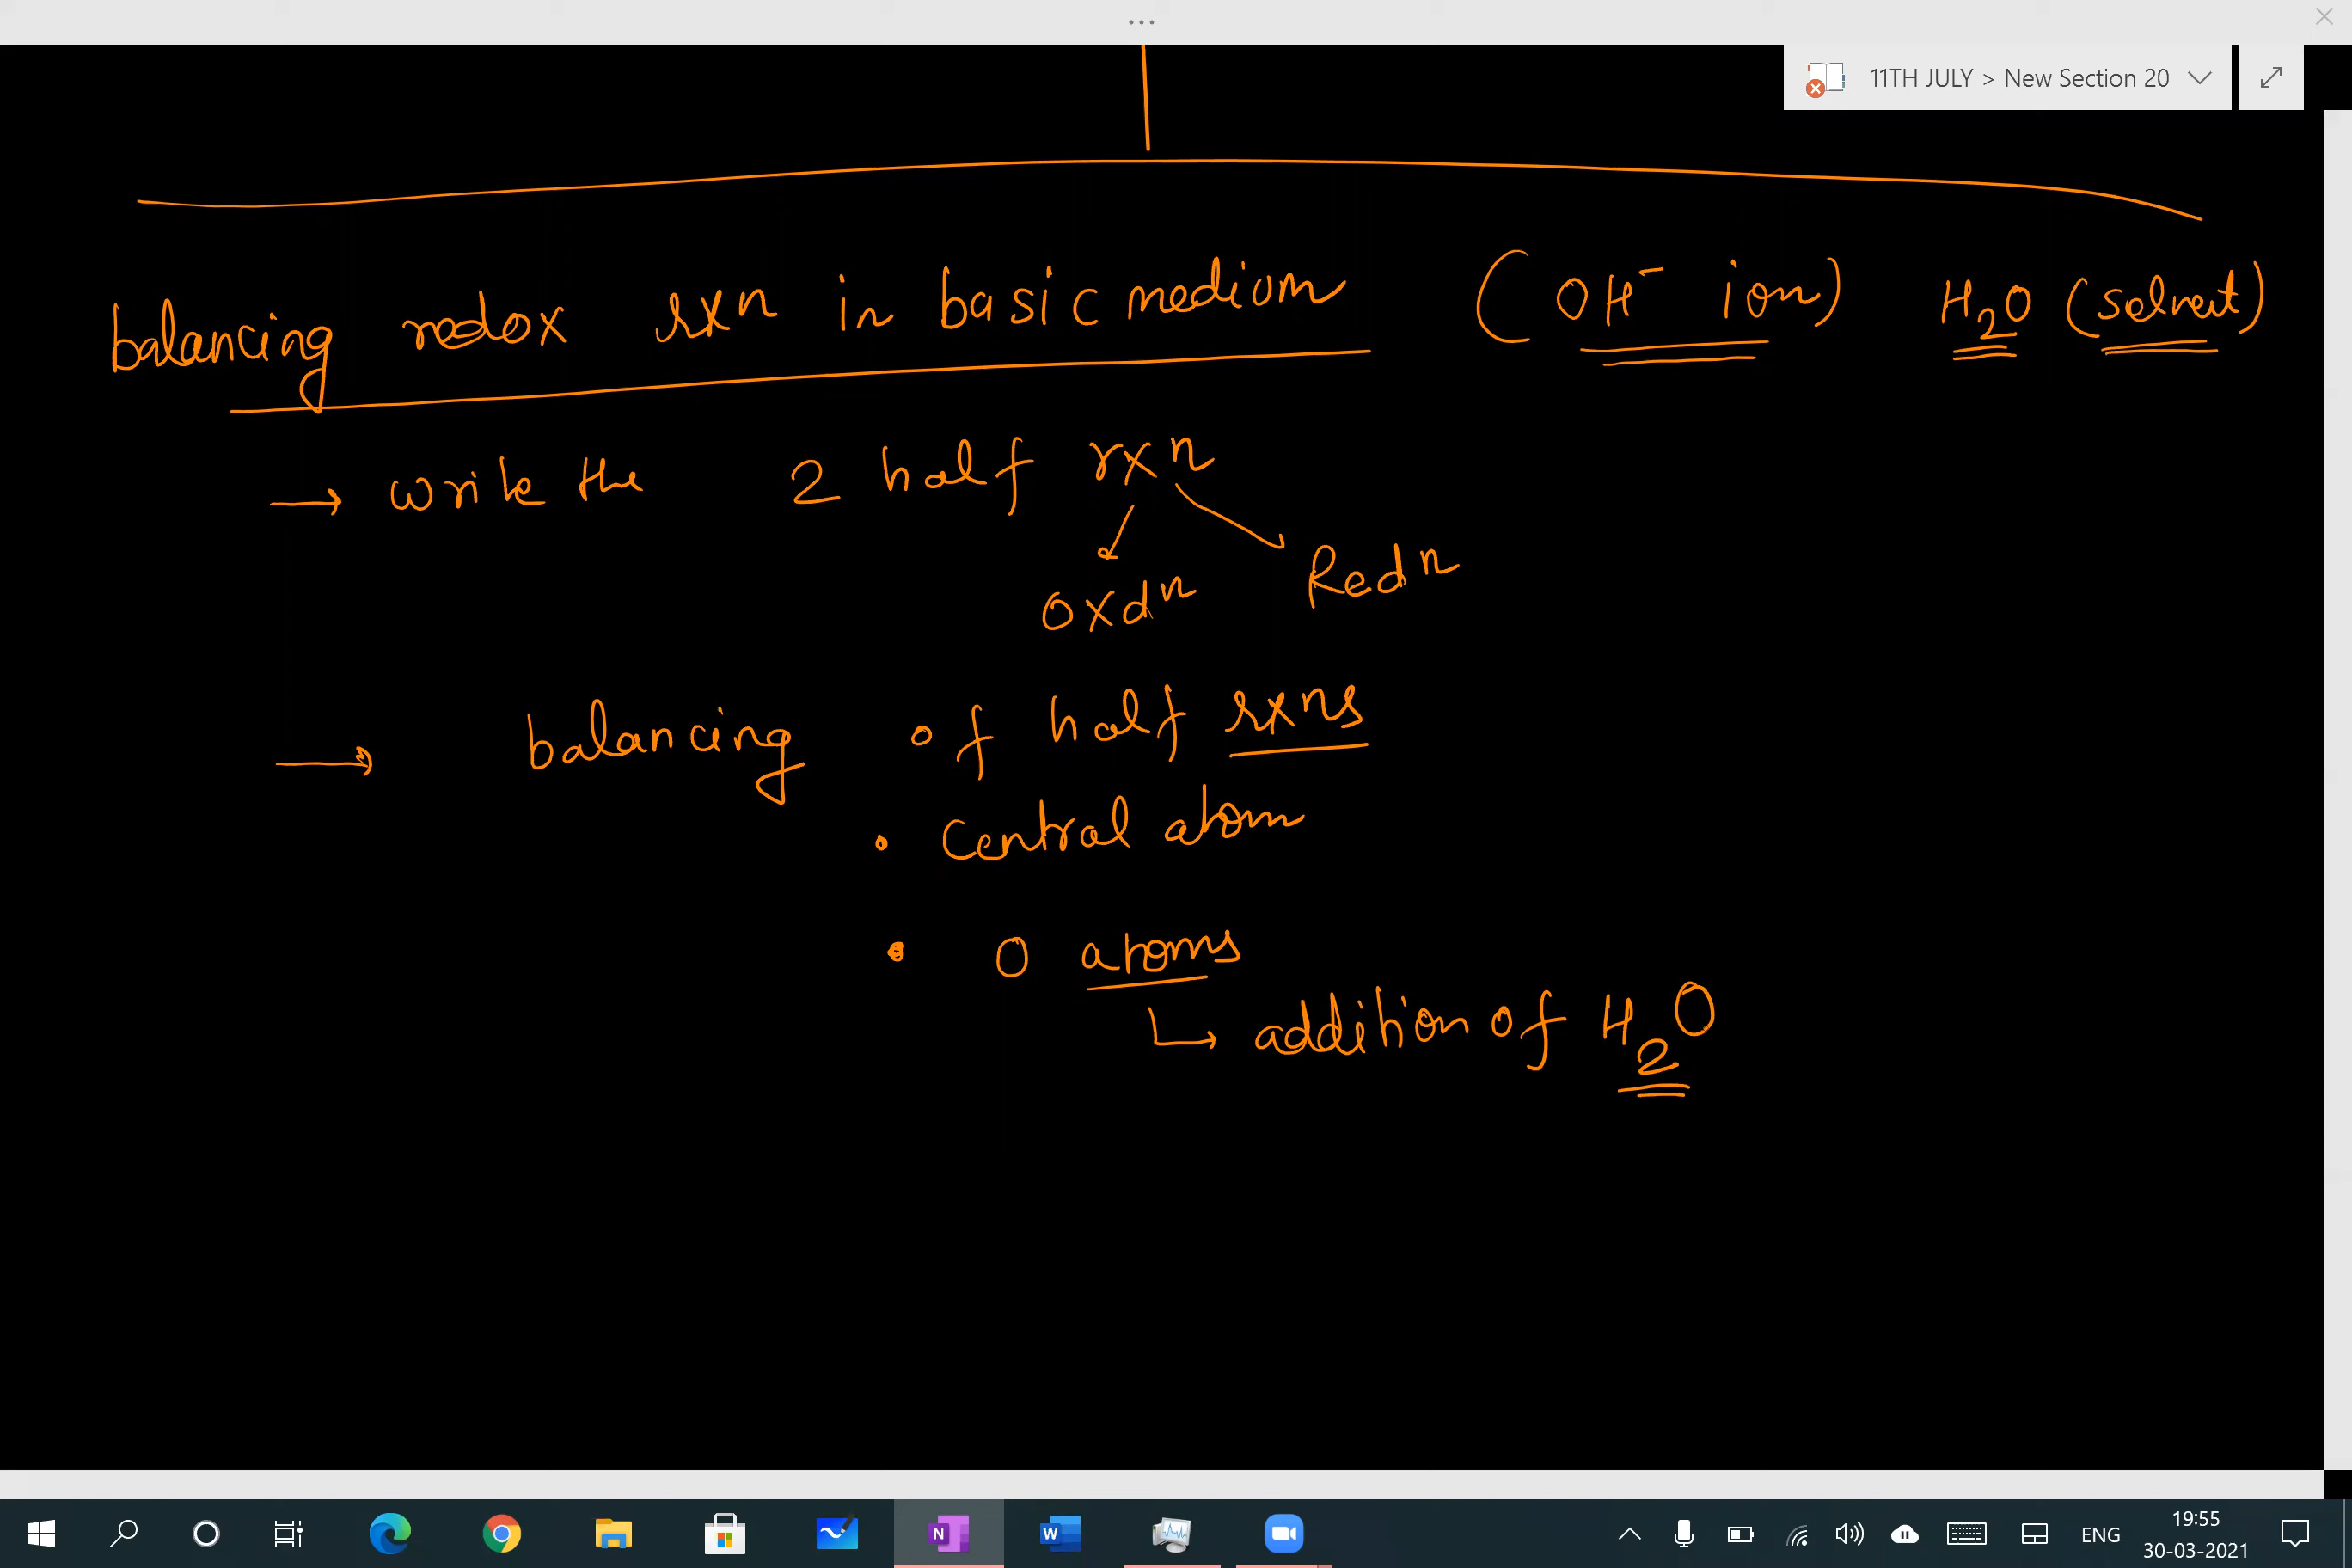 ...
11TH JULY > New Section 20
balancing redox rxn in basic medium (OH⁻ ion) H₂O (solvent)
→ write the 2 half rxn
oxdⁿ Redⁿ
→ balancing of half rxns
• Central atom
• O atoms
↳ addition of H₂O
N W
ENG
19:55
30-03-2021